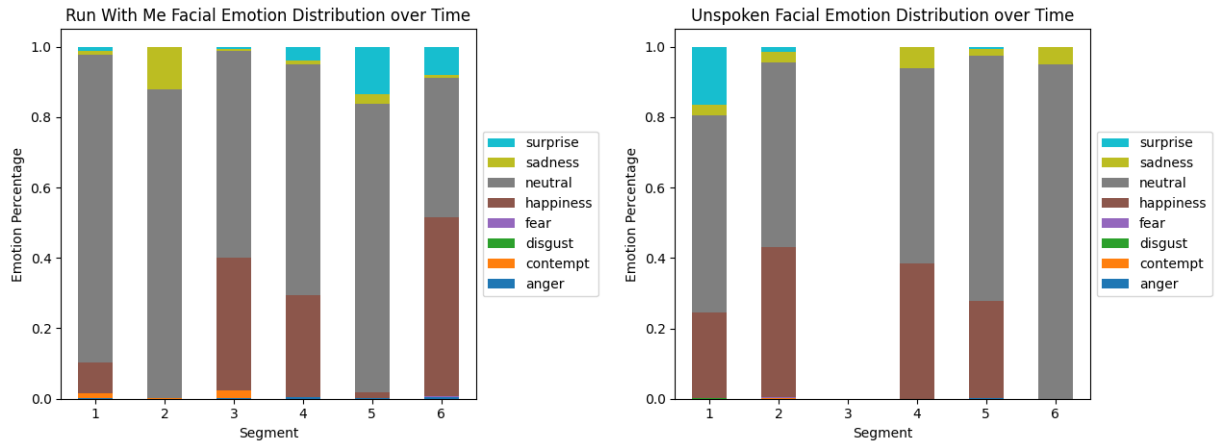 Run With Me Facial Emotion Distribution over Time
1.0
0.8
0.6
0.4
0.2
0.0
Emotion Percentage
1 2 3 4 5 6
Segment
surprise
sadness
neutral
happiness
fear
disgust
contempt
anger
Unspoken Facial Emotion Distribution over Time
1.0
0.8
0.6
0.4
0.2
0.0
Emotion Percentage
1 2 3 4 5 6
Segment
surprise
sadness
neutral
happiness
fear
disgust
contempt
anger